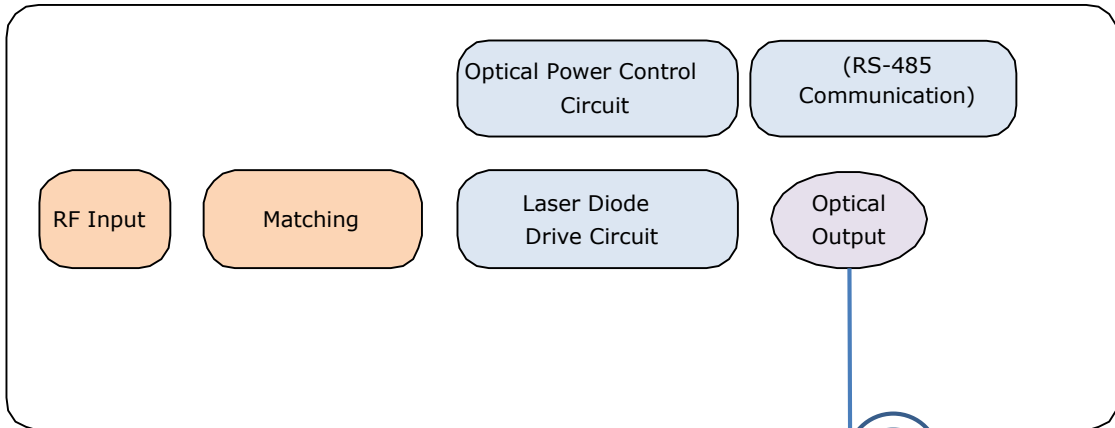 Optical Power Control
Circuit
(RS-485
Communication)
RF Input
Matching
Laser Diode
Drive Circuit
Optical
Output